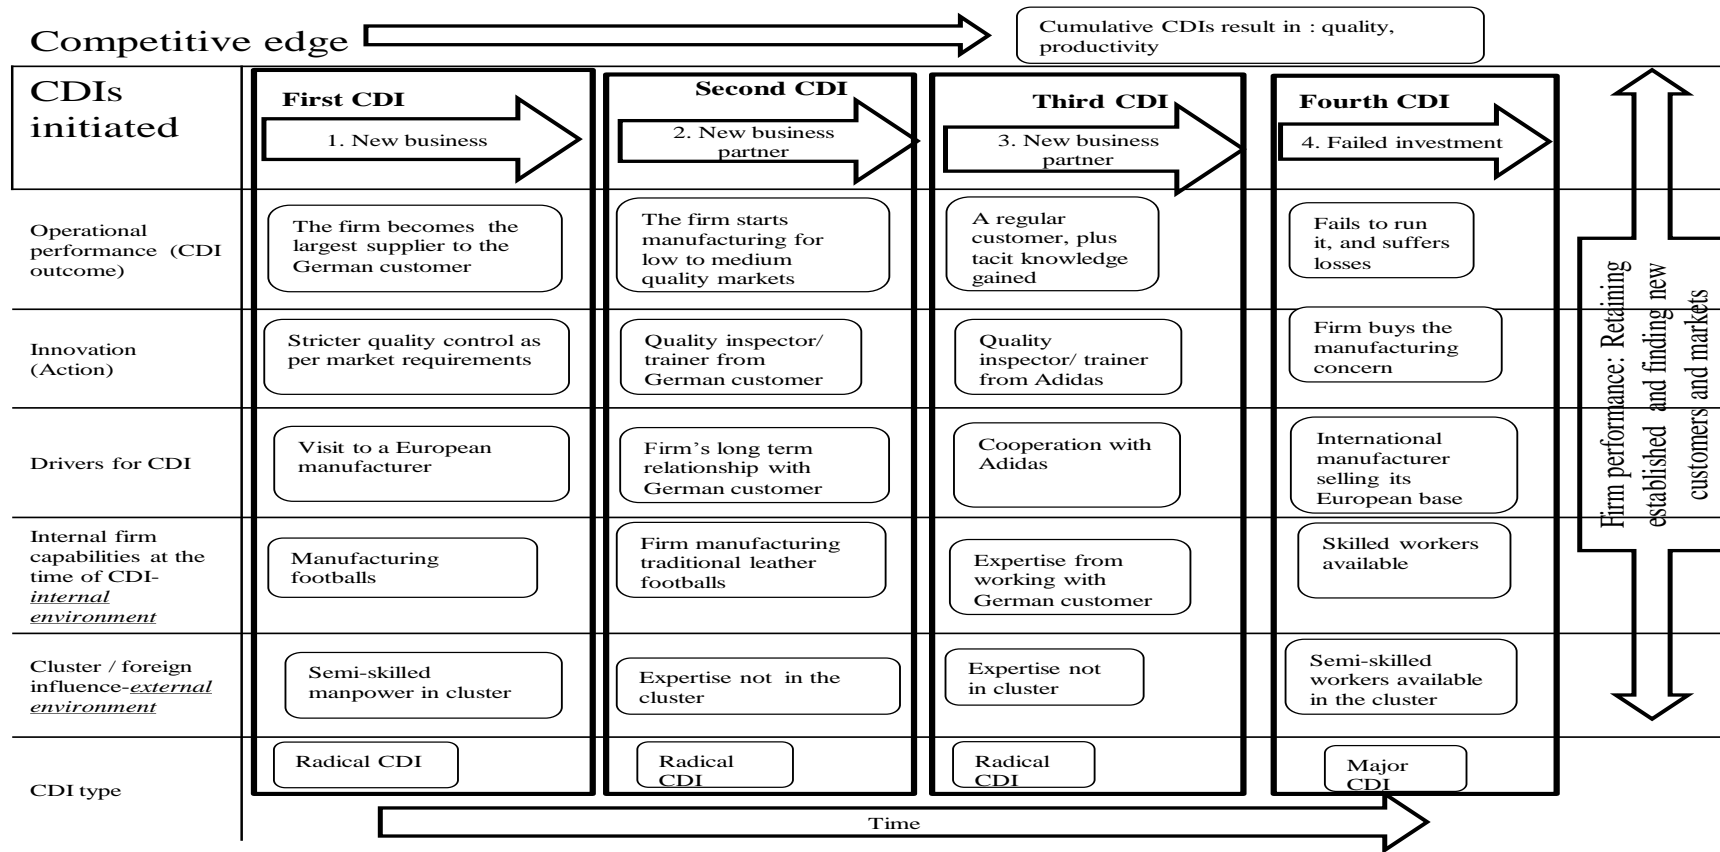 Competitive edge
Cumulative CDIs result in : quality,
productivity
CDIs
initiated
First CDI
1. New business
Second CDI
2. New business
partner
Third CDI
3. New business
partner
Fourth CDI
4. Failed investment
Operational
performance (CDI
outcome)
The firm becomes the
largest supplier to the
German customer
The firm starts
manufacturing for
low to medium
quality markets
A regular
customer, plus
tacit knowledge
gained
Fails to run
it, and suffers
losses
Innovation
(Action)
Stricter quality control as
per market requirements
Quality inspector/
trainer from
German customer
Quality
inspector/ trainer
from Adidas
Firm buys the
manufacturing
concern
Drivers for CDI
Visit to a European
manufacturer
Firm’s long term
relationship with
German customer
Cooperation with
Adidas
International
manufacturer
selling its
European base
Internal firm
capabilities at the
time of CDI-
internal
environment
Manufacturing
footballs
Firm manufacturing
traditional leather
footballs
Expertise from
working with
German customer
Skilled workers
available
Cluster / foreign
influence-external
environment
Semi-skilled
manpower in cluster
Expertise not in the
cluster
Expertise not
in cluster
Semi-skilled
workers available
in the cluster
CDI type
Radical CDI
Radical
CDI
Radical
CDI
Major
CDI
Time
Firm performance: Retaining
established and finding new
customers and markets